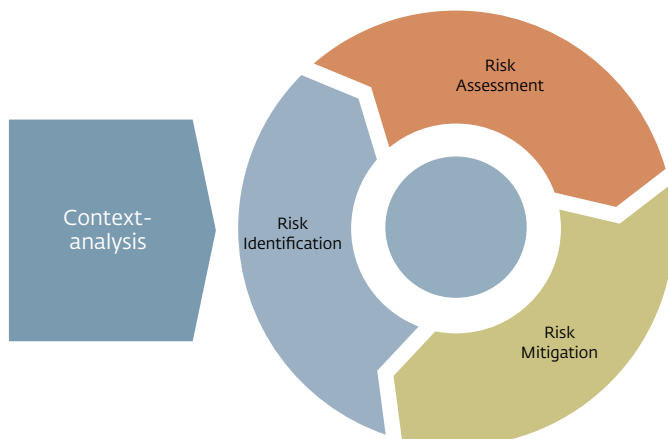 Context-
analysis
Risk
Identification
Risk
Assessment
Risk
Mitigation